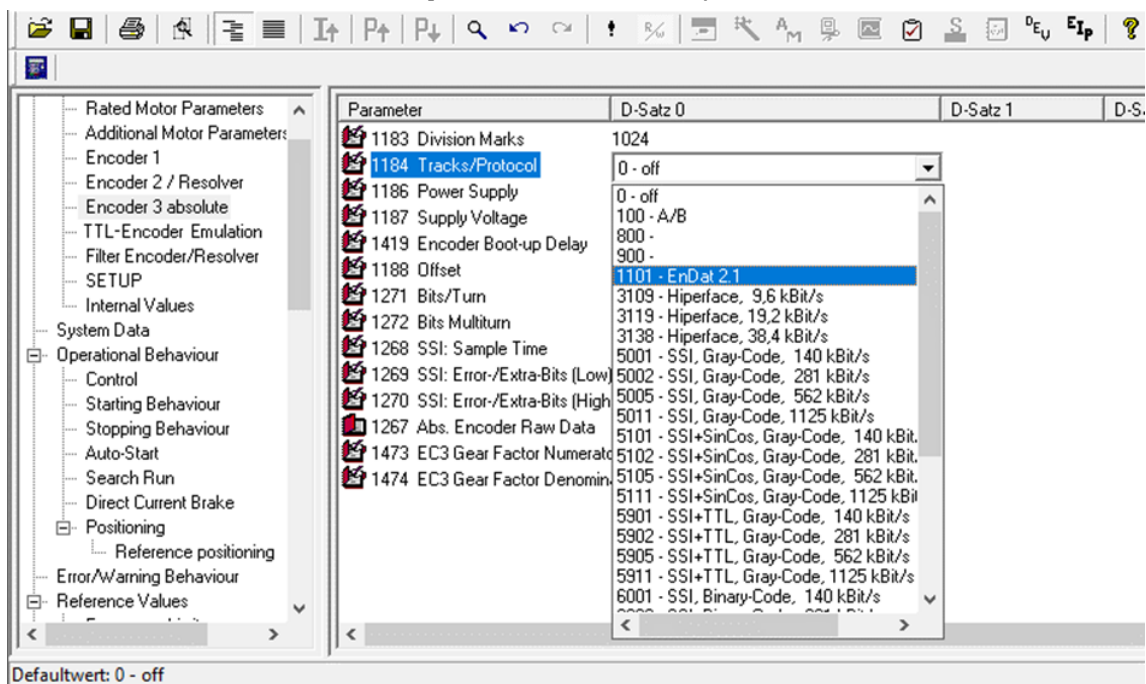 Rated Motor Parameters
Additional Motor Parameters
Encoder 1
Encoder 2 / Resolver
Encoder 3 absolute
TTL-Encoder Emulation
Filter Encoder/Resolver
SETUP
Internal Values
System Data
Operational Behaviour
Control
Starting Behaviour
Stopping Behaviour
Auto-Start
Search Run
Direct Current Brake
Positioning
Reference positioning
Error/Warning Behaviour
Reference Values
Parameter D-Satz 0 D-Satz 1
1183 Division Marks 1024
1184 Tracks/Protocol 0 - off
1186 Power Supply
1187 Supply Voltage
1419 Encoder Boot-up Delay
1188 Offset
1271 Bits/Turn
1272 Bits Multiturn
1268 SSI: Sample Time
1269 SSI: Error-/Extra-Bits (Low)
1270 SSI: Error-/Extra-Bits (High
1267 Abs. Encoder Raw Data
1473 EC3 Gear Factor Numerato
1474 EC3 Gear Factor Denomin
0 - off
100 - A/B
800 -
900 -
1101 - EnDat 2.1
3109 - Hiperface, 9,6 kBit/s
3119 - Hiperface, 19,2 kBit/s
3138 - Hiperface, 38,4 kBit/s
5001 - SSI, Gray-Code, 140 kBit/s
5002 - SSI, Gray-Code, 281 kBit/s
5005 - SSI, Gray-Code, 562 kBit/s
5011 - SSI, Gray-Code, 1125 kBit/s
5101 - SSI+SinCos, Gray-Code, 140 kBit.
5102 - SSI+SinCos, Gray-Code, 281 kBit.
5105 - SSI+SinCos, Gray-Code, 562 kBit.
5111 - SSI+SinCos, Gray-Code, 1125 kBit
5901 - SSI+TTL, Gray-Code, 140 kBit/s
5902 - SSI+TTL, Gray-Code, 281 kBit/s
5905 - SSI+TTL, Gray-Code, 562 kBit/s
5911 - SSI+TTL, Gray-Code, 1125 kBit/s
6001 - SSI, Binary-Code, 140 kBit/s
Defaultwert: 0 - off